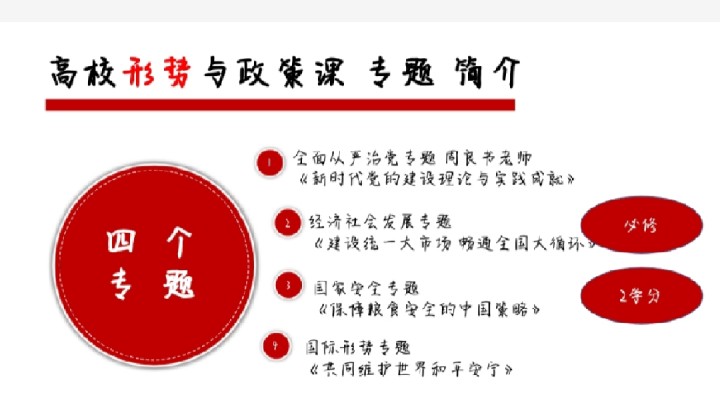 高校形势与政策课 专题 简介
四个
专题
1
全面从严治党专题 周良书老师
《新时代党的建设理论与实践成就》
2
经济社会发展专题
《建设统一大市场 畅通全国大循环》
必修
3
国家安全专题
《保障粮食安全的中国策略》
2学分
4
国际形势专题
《共同维护世界和平安宁》